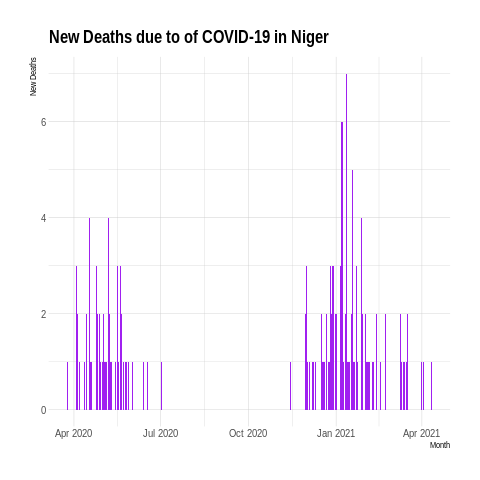 New Deaths due to of COVID-19 in Niger
New Deaths
6
4
2
0
Apr 2020 Jul 2020 Oct 2020 Jan 2021 Apr 2021
Month